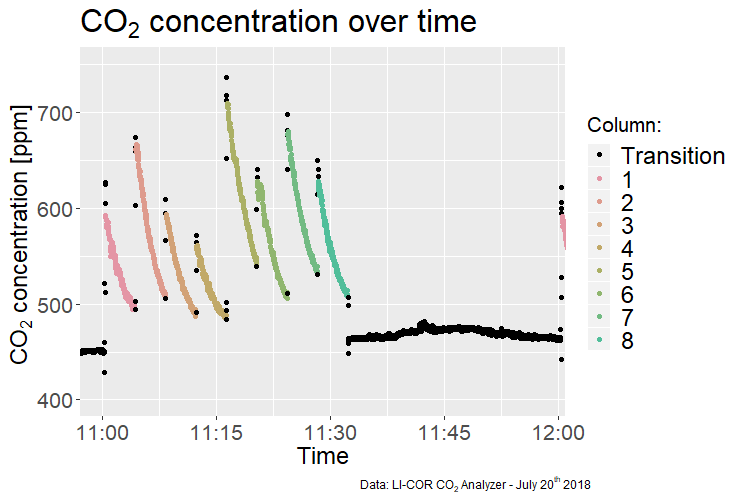 CO₂ concentration over time
CO₂ concentration [ppm]
700
600
500
400
11:00
11:15
11:30
11:45
12:00
Time
Column:
Transition
1
2
3
4
5
6
7
8
Data: LI-COR CO₂ Analyzer - July 20th 2018